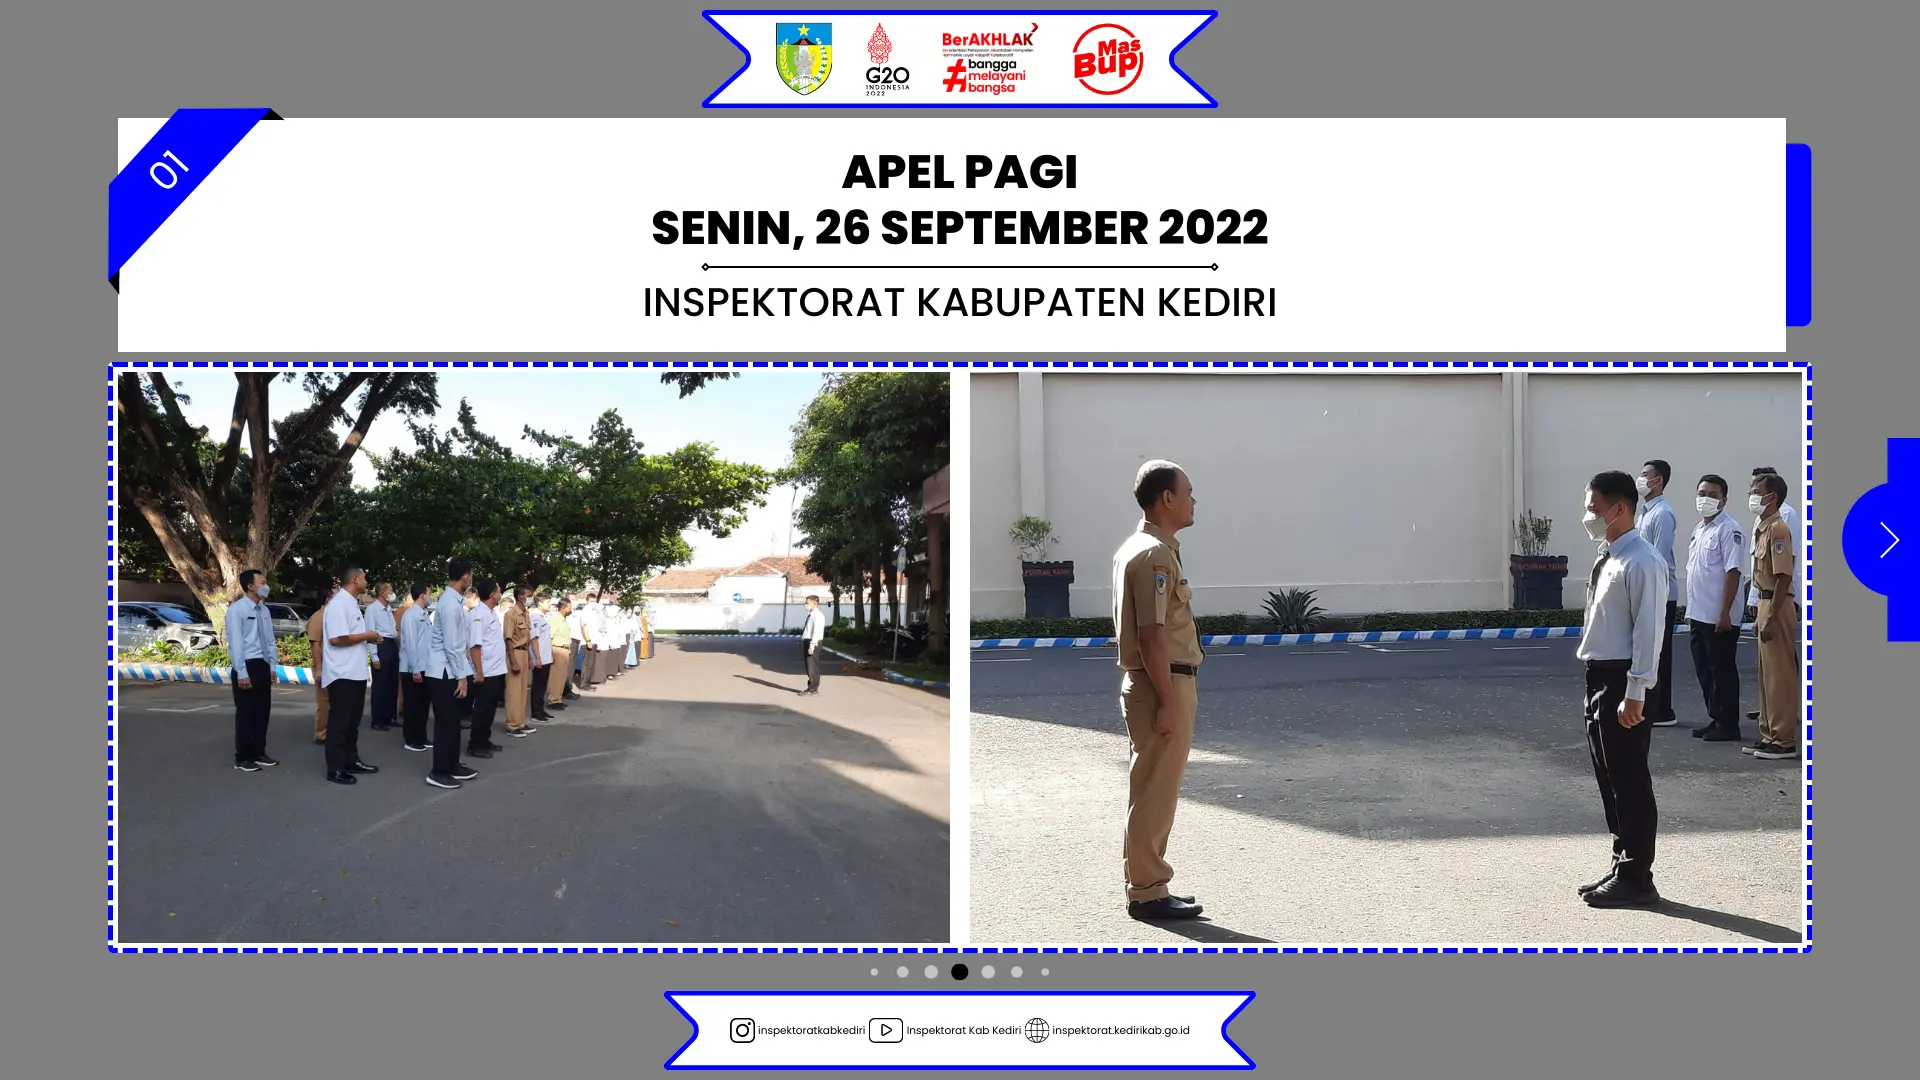 G20
INDONESIA
2022
BerAKHLAK
#bangga
melayani
bangsa
Mas
Bup
01
APEL PAGI
SENIN, 26 SEPTEMBER 2022
INSPEKTORAT KABUPATEN KEDIRI
inspektoratkabkediri Inspektorat Kab Kediri inspektorat.kedirikab.go.id